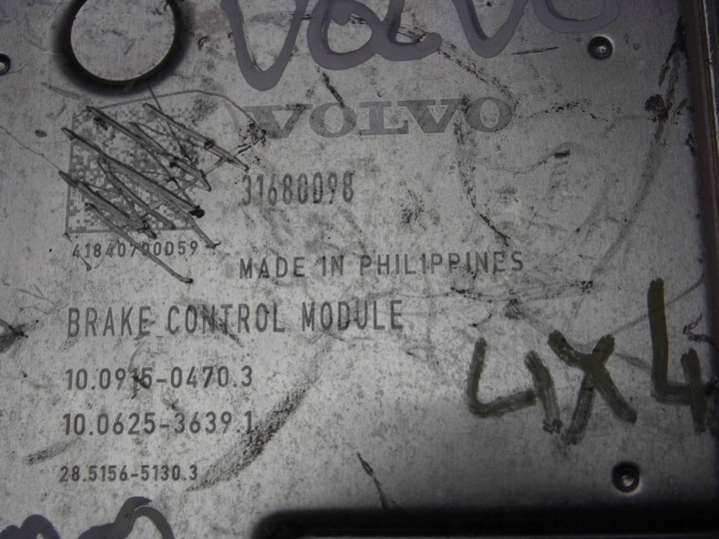 VOLVO
VOLVO
31680098
41840700D59
MADE IN PHILIPPINES
BRAKE CONTROL MODULE
10.0915-0470.3
10.0625-3639.1
28.5156-5130.3
4X4